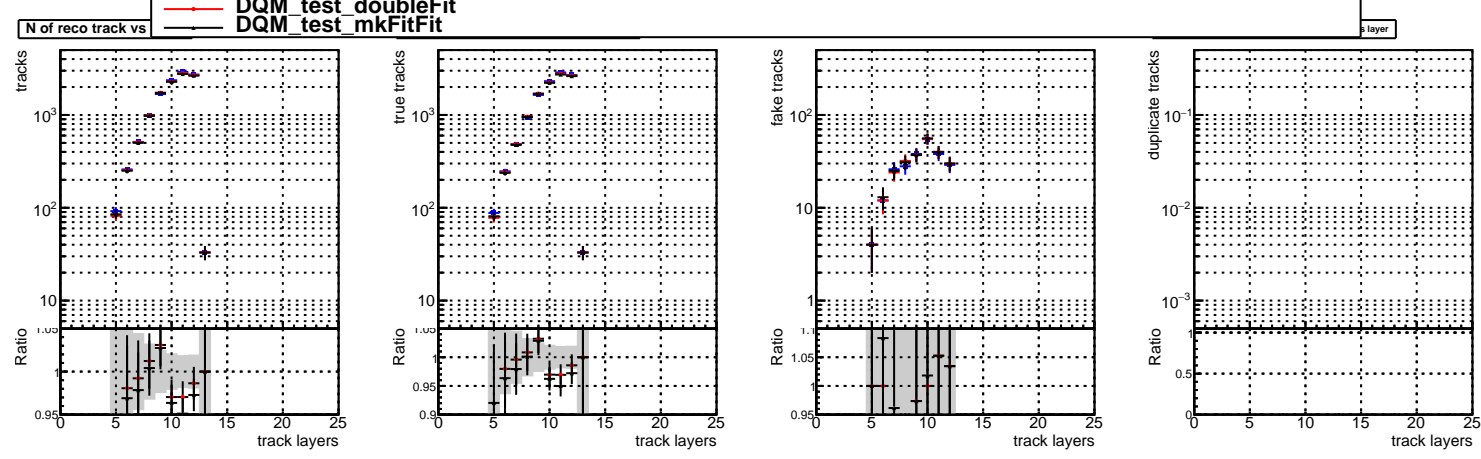 DQM_test_doubleFit
DQM_test_mkFitFit
N of reco track vs
s layer
tracks
10³
10²
10
Ratio
1.05
1
0.95
0 5 10 15 20 25
track layers
true tracks
10³
10²
10
Ratio
1.05
1
0.95
0.9
0 5 10 15 20 25
track layers
fake tracks
10²
10
1
Ratio
1.1
1.05
1
0.95
0 5 10 15 20 25
track layers
duplicate tracks
10⁻¹
10⁻²
10⁻³
Ratio
1
0.5
0
0 5 10 15 20 25
track layers